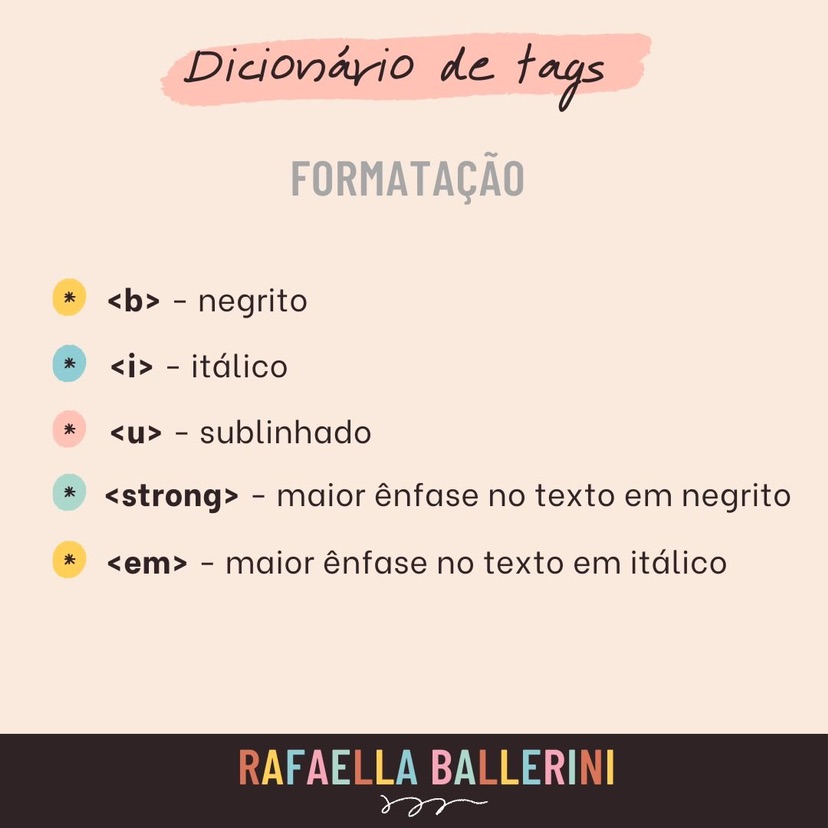 Dicionário de tags
FORMATAÇÃO
* <b> - negrito
* <i> - itálico
* <u> - sublinhado
* <strong> - maior ênfase no texto em negrito
* <em> - maior ênfase no texto em itálico
RAFAELLA BALLERINI